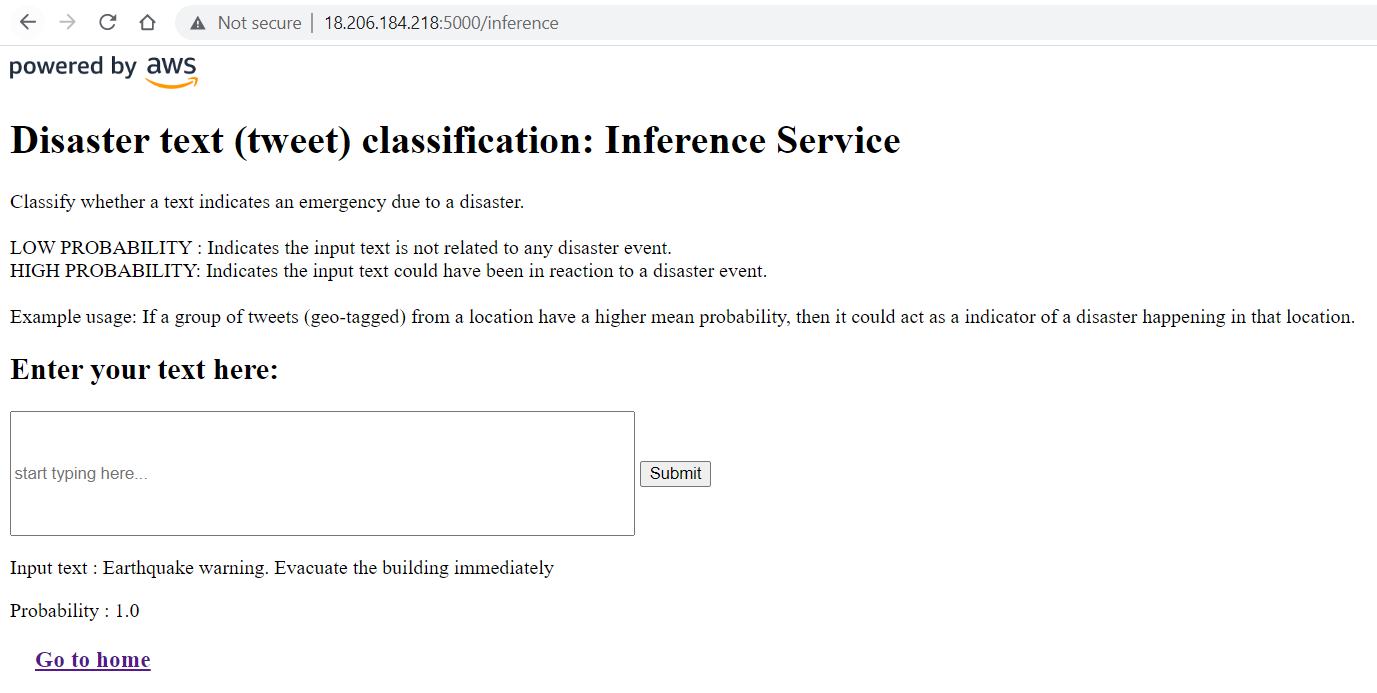 Not secure | 18.206.184.218:5000/inference
powered by aws
Disaster text (tweet) classification: Inference Service
Classify whether a text indicates an emergency due to a disaster.
LOW PROBABILITY : Indicates the input text is not related to any disaster event.
HIGH PROBABILITY: Indicates the input text could have been in reaction to a disaster event.
Example usage: If a group of tweets (geo-tagged) from a location have a higher mean probability, then it could act as a indicator of a disaster happening in that location.
Enter your text here:
start typing here... Submit
Input text : Earthquake warning. Evacuate the building immediately
Probability : 1.0
Go to home